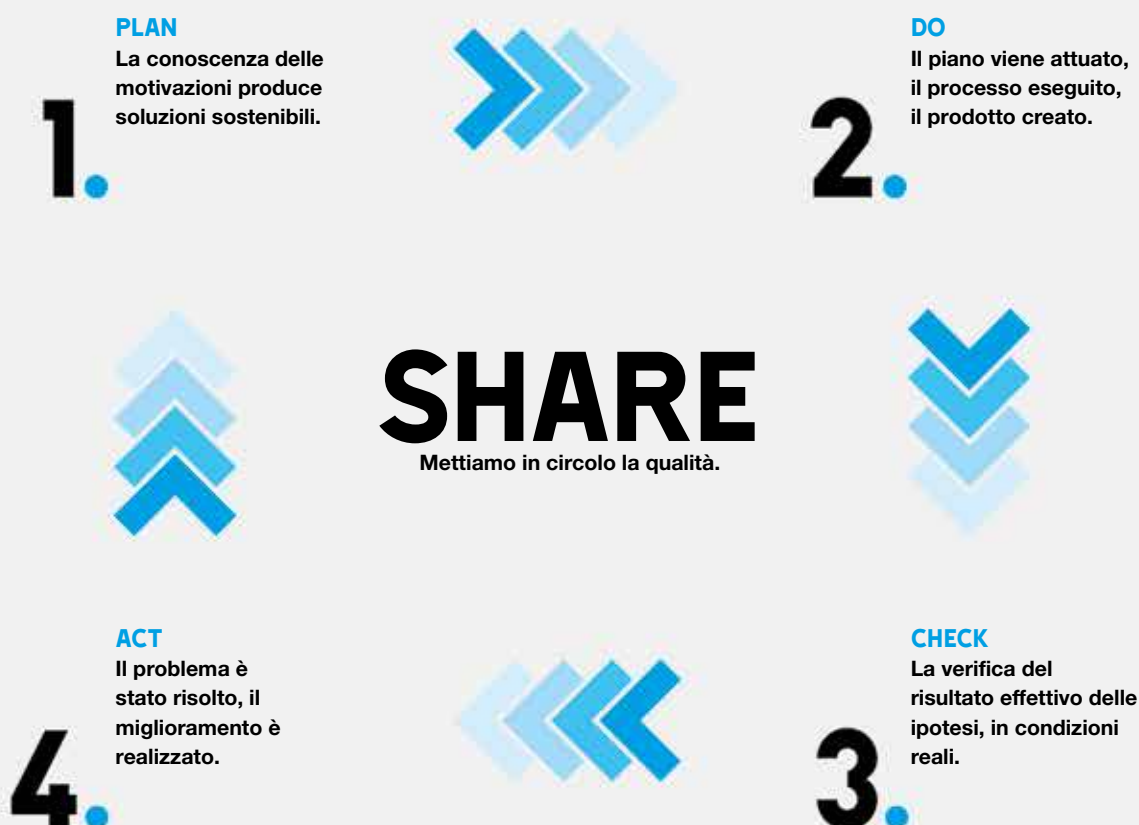 PLAN
La conoscenza delle
motivazioni produce
soluzioni sostenibili.
1.
DO
Il piano viene attuato,
il processo eseguito,
il prodotto creato.
2.
SHARE
Mettiamo in circolo la qualità.
ACT
Il problema è
stato risolto, il
miglioramento è
realizzato.
4.
CHECK
La verifica del
risultato effettivo delle
ipotesi, in condizioni
reali.
3.